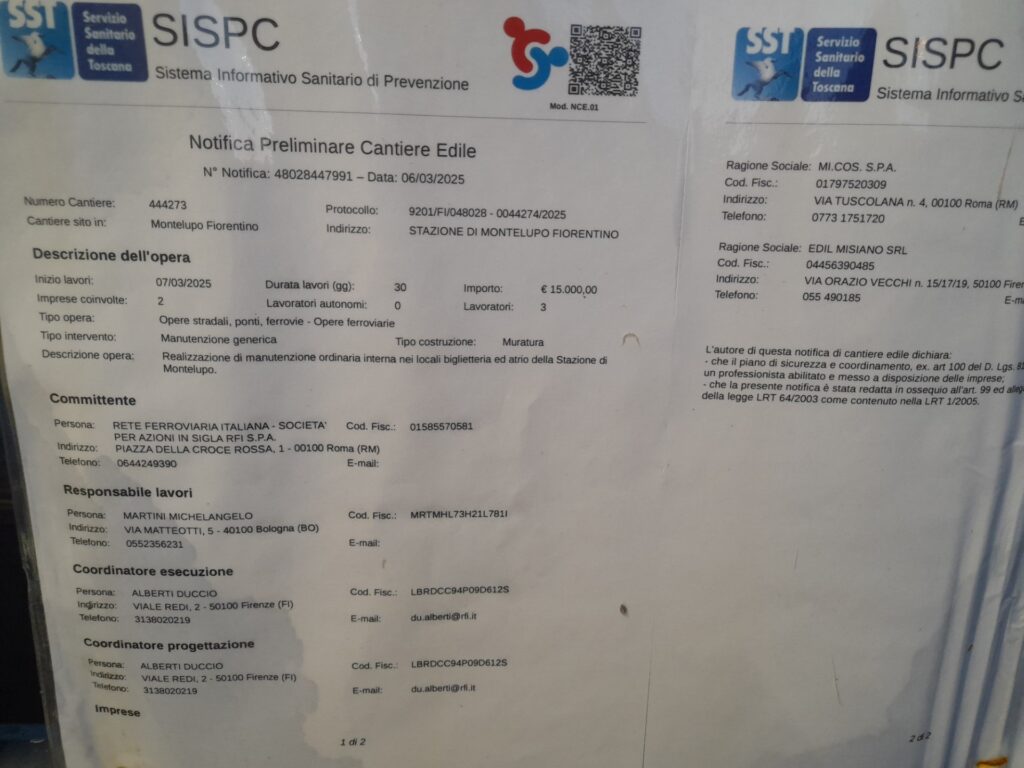 SST Servizio Sanitario della Toscana
SISPC
Sistema Informativo Sanitario di Prevenzione
Mod. NCE.01
Notifica Preliminare Cantiere Edile
N° Notifica: 48028447991 – Data: 06/03/2025
Numero Cantiere: 444273 Protocollo: 9201/FI/048028 - 0044274/2025
Cantiere sito in: Montelupo Fiorentino Indirizzo: STAZIONE DI MONTELUPO FIORENTINO
Descrizione dell'opera
Inizio lavori: 07/03/2025 Durata lavori (gg): 30 Importo: € 15.000,00
Imprese coinvolte: 2 Lavoratori autonomi: 0 Lavoratori: 3
Tipo opera: Opere stradali, ponti, ferrovie - Opere ferroviarie
Tipo intervento: Manutenzione generica Tipo costruzione: Muratura
Descrizione opera: Realizzazione di manutenzione ordinaria interna nei locali biglietteria ed atrio della Stazione di
Montelupo.
Committente
Persona: RETE FERROVIARIA ITALIANA - SOCIETA' Cod. Fisc.: 01585570581
PER AZIONI IN SIGLA RFI S.P.A.
Indirizzo: PIAZZA DELLA CROCE ROSSA, 1 - 00100 Roma (RM)
Telefono: 0644249390 E-mail:
Responsabile lavori
Persona: MARTINI MICHELANGELO Cod. Fisc.: MRTMHL73H21L781I
Indirizzo: VIA MATTEOTTI, 5 - 40100 Bologna (BO)
Telefono: 0552356231 E-mail:
Coordinatore esecuzione
Persona: ALBERTI DUCCIO Cod. Fisc.: LBRDCC94P09D612S
Indirizzo: VIALE REDI, 2 - 50100 Firenze (FI)
Telefono: 3138020219 E-mail: du.alberti@rfi.it
Coordinatore progettazione
Persona: ALBERTI DUCCIO Cod. Fisc.: LBRDCC94P09D612S
Indirizzo: VIALE REDI, 2 - 50100 Firenze (FI)
Telefono: 3138020219 E-mail: du.alberti@rfi.it
Imprese
1 di 2
SST Servizio Sanitario della Toscana
SISPC
Sistema Informativo S
Ragione Sociale: MI.COS. S.P.A.
Cod. Fisc.: 01797520309
Indirizzo: VIA TUSCOLANA n. 4, 00100 Roma (RM)
Telefono: 0773 1751720 E
Ragione Sociale: EDIL MISIANO SRL
Cod. Fisc.: 04456390485
Indirizzo: VIA ORAZIO VECCHI n. 15/17/19, 50100 Firen
Telefono: 055 490185 E-m
L'autore di questa notifica di cantiere edile dichiara:
- che il piano di sicurezza e coordinamento, ex. art 100 del D. Lgs. 81
un professionista abilitato e messo a disposizione delle imprese;
- che la presente notifica è stata redatta in ossequio all'art. 99 ed alleg
della legge LRT 64/2003 come contenuto nella LRT 1/2005.
2 di 2